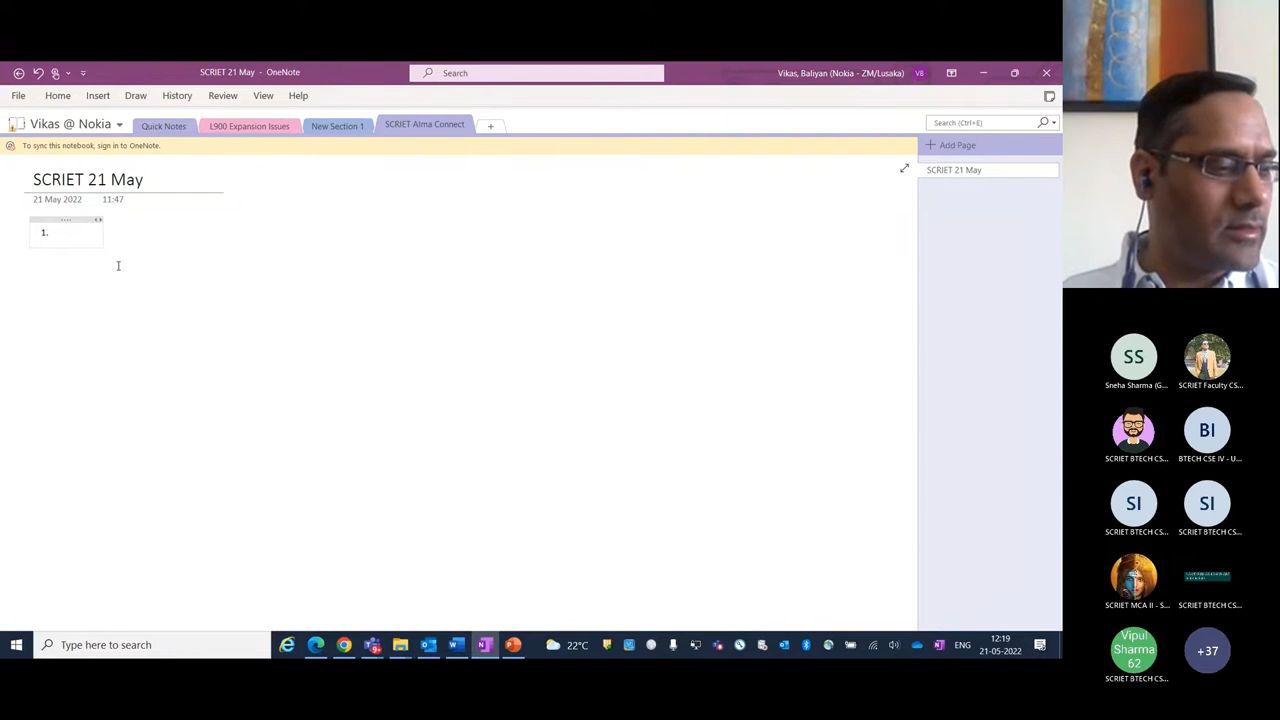 SCRIET 21 May - OneNote
Search
Vikas, Baliyan (Nokia - ZM/Lusaka)
VB
File Home Insert Draw History Review View Help
Vikas @ Nokia
Quick Notes
L900 Expansion Issues
New Section 1
SCRIET Alma Connect
+
Search (Ctrl+E)
To sync this notebook, sign in to OneNote.
Add Page
SCRIET 21 May
SCRIET 21 May
21 May 2022 11:47
1.
SS
Sneha Sharma (G...
SCRIET Faculty CS...
SCRIET BTECH CS...
BI
BTECH CSE IV - U...
SI
SCRIET BTECH CS...
SI
SCRIET BTECH CS...
SCRIET MCA II - S...
SCRIET BTECH CS...
Vipul
Sharma
62
SCRIET BTECH CS...
+37
Type here to search
9+
22°C
ENG
12:19
21-05-2022